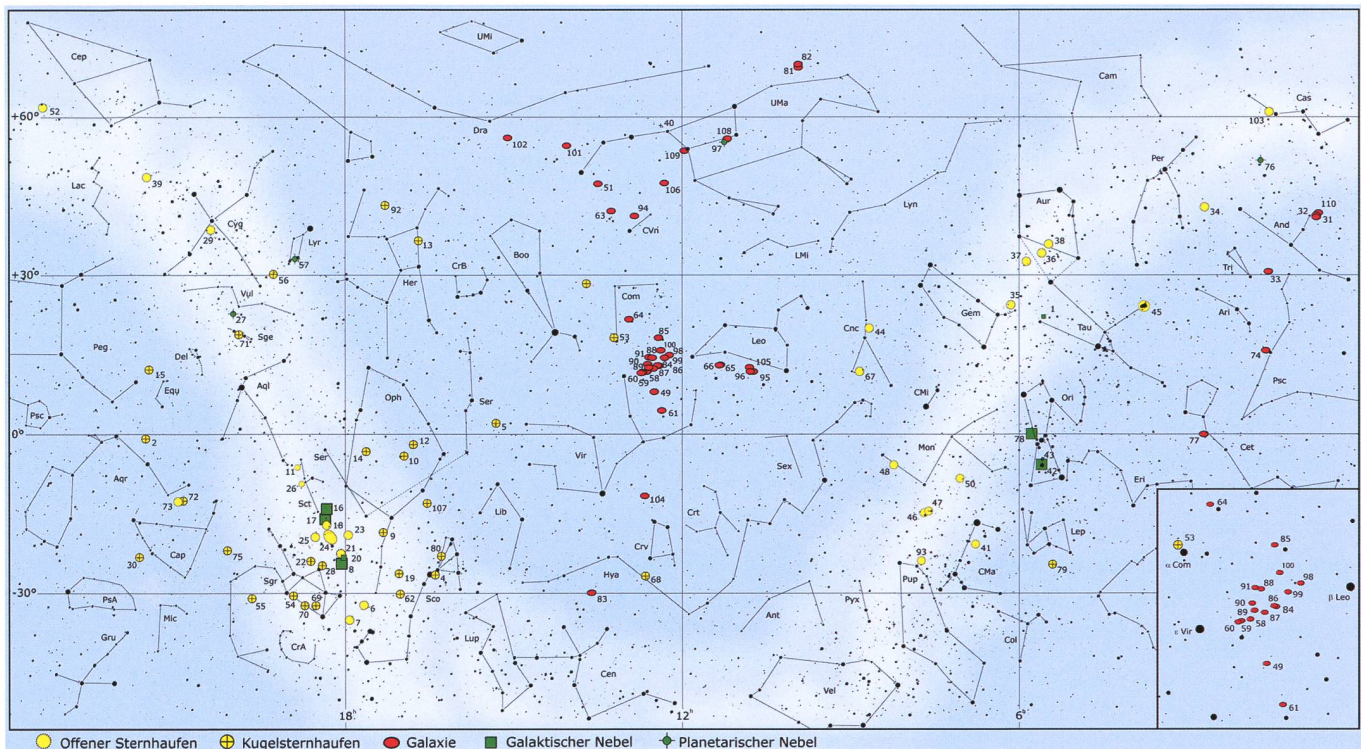 UMi
Cep
82
81
Cam
UMa
52
+60°
Dra
+40
103
Cas
102
101
108
97
109
76
Lac
39
51
106
Per
92
Lyn
Aur
34
Cyg
29
Lyr
63
94
CVn
32
110
31
And
13
38
57
Boo
LMi
37
36
+30°
56
CrB
Tri
33
Her
Vul
Com
Gem
35
1
45
27
64
Cnc
44
Tau
Ari
Sge
71
53
85
Leo
Peg
Del
91
88
100
98
99
74
90
84
66
65
105
15
Equ
89
87
86
96
95
67
60
59
58
Psc
Aql
49
CMi
Ori
Psc
Oph
Ser
61
5
0°
2
12
78
77
Cet
14
10
Vir
Mon
43
Ser
11
Sex
48
42
Aqr
26
50
Eri
72
Sct
104
73
16
107
Lib
Crt
47
64
17
18
46
23
9
Crv
Lep
53
85
25
24
41
α Com
100
75
21
80
98
Cap
20
93
79
91
88
99
β Leo
30
22
28
8
19
4
Hya
68
CMa
90
86
84
-30°
Sgr
Pup
89
87
PsA
55
54
69
62
Sco
83
Pyx
60
59
58
ε Vir
70
6
Ant
Mic
7
Col
49
Gru
CrA
Lup
Cen
Vel
61
18h
12h
6h
Offener Sternhaufen Kugelsternhaufen Galaxie Galaktischer Nebel Planetarischer Nebel